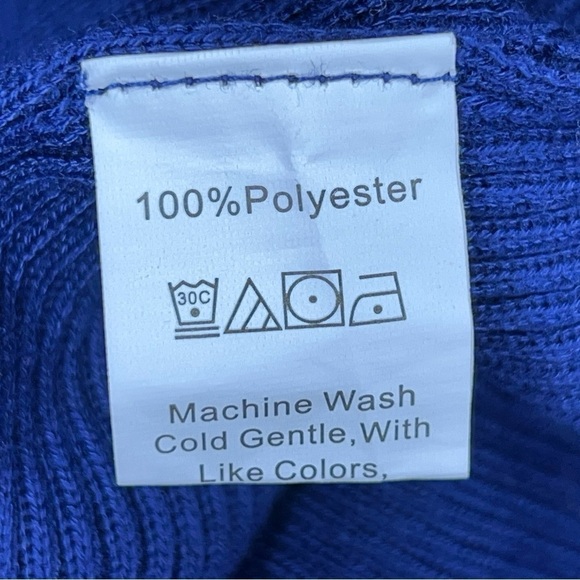 100%Polyester
30C
Machine Wash
Cold Gentle,With
Like Colors,